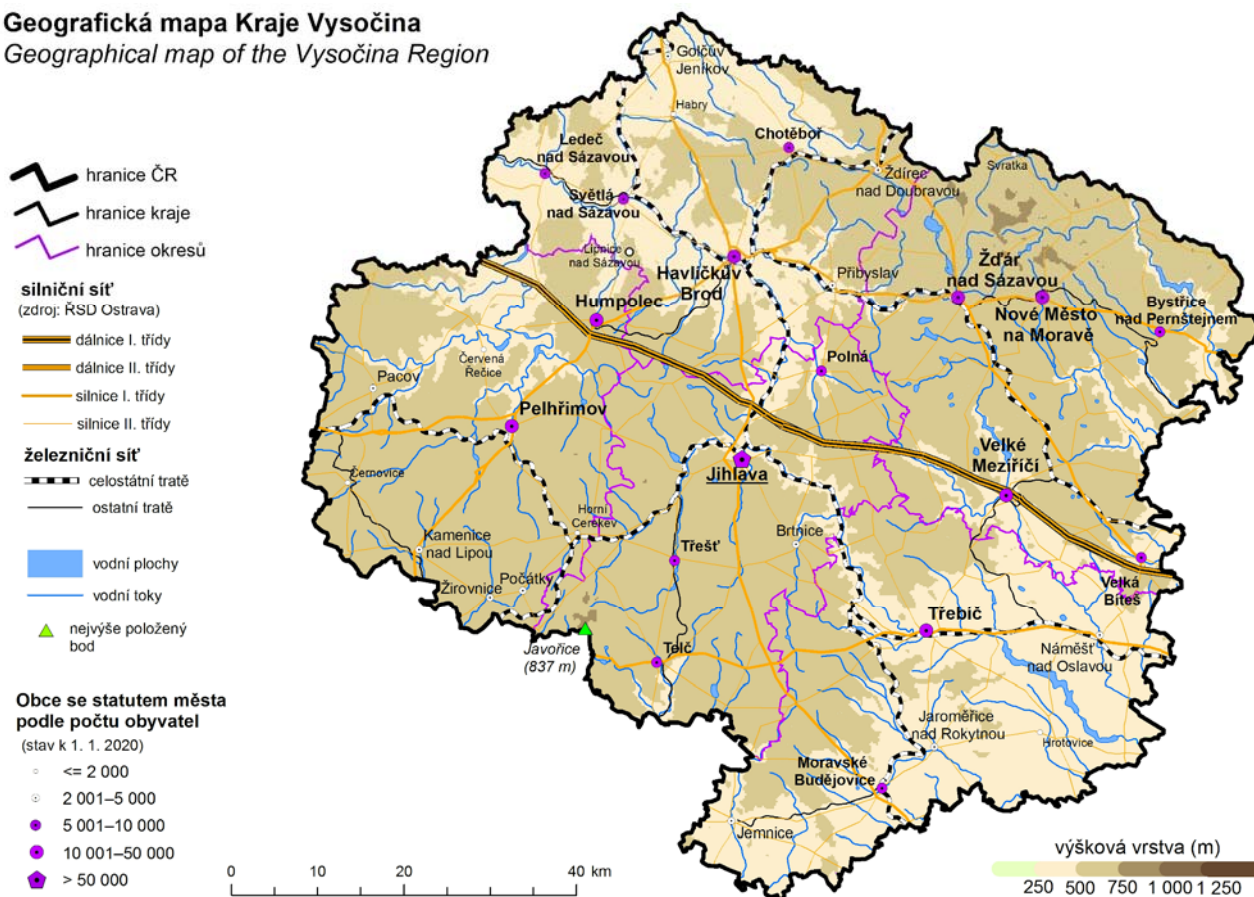 Geografická mapa Kraje Vysočina
Geographical map of the Vysočina Region
hranice ČR
hranice kraje
hranice okresů
silniční síť
(zdroj: ŘSD Ostrava)
dálnice I. třídy
dálnice II. třídy
silnice I. třídy
silnice II. třídy
železniční síť
celostátní tratě
ostatní tratě
vodní plochy
vodní toky
nejvýše položený
bod
Obce se statutem města
podle počtu obyvatel
(stav k 1. 1. 2020)
<= 2 000
2 001–5 000
5 001–10 000
10 001–50 000
> 50 000
Golčův
Jeníkov
Habry
Chotěboř
Ledeč
nad Sázavou
Světlá
nad Sázavou
Ždírec
nad Doubravou
Svratka
Lipnice
nad Sázavou
Havlíčkův
Brod
Přibyslav
Žďár
nad Sázavou
Humpolec
Nové Město
na Moravě
Bystřice
nad Pernštejnem
Červená
Řečice
Pacov
Polná
Pelhřimov
Velké
Meziříčí
Jihlava
Černovice
Horní
Cerekev
Kamenice
nad Lipou
Třešť
Brtnice
Žirovnice
Počátky
Velká
Bíteš
Třebíč
Javořice
(837 m)
Telč
Náměšť
nad Oslavou
Jaroměřice
nad Rokytnou
Hrotovice
Moravské
Budějovice
Jemnice
0 10 20 40 km
výšková vrstva (m)
250 500 750 1 000 1 250